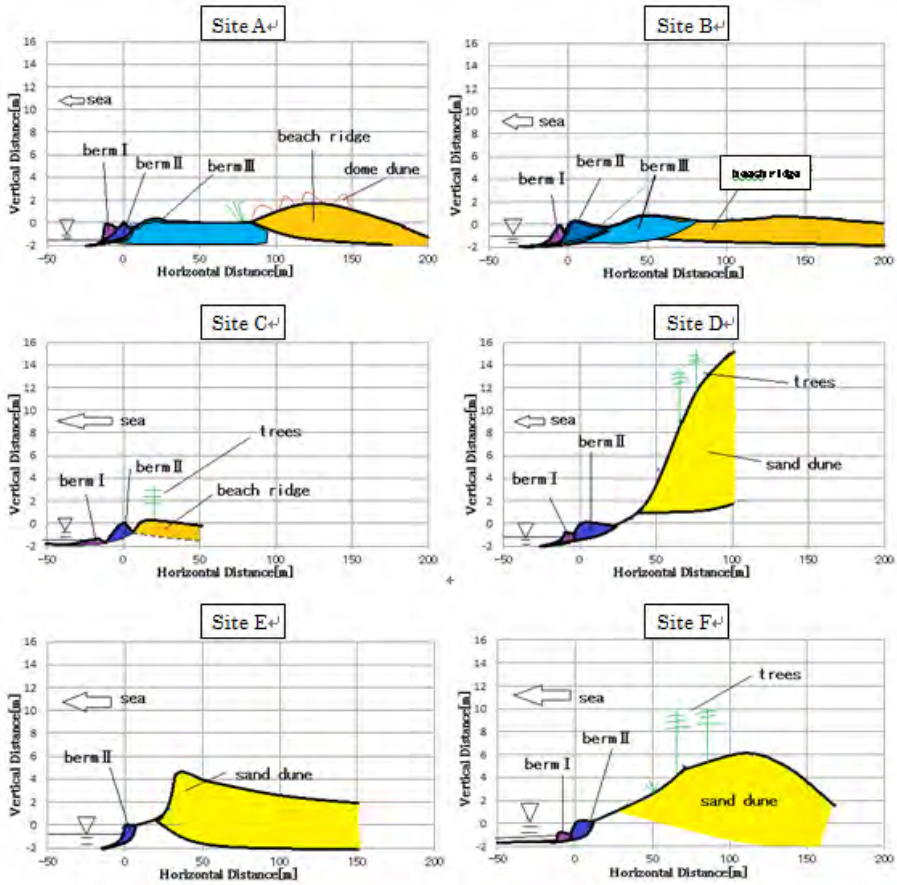 Site A↵
Vertical Distance[m]
16
14
12
10
8
6
4
2
0
-2
sea
berm I
berm II
berm III
beach ridge
dome dune
-50
0
50
100
150
200
Horizontal Distance[m]
Site B↵
Vertical Distance[m]
16
14
12
10
8
6
4
2
0
-2
sea
berm I
berm II
berm III
beach ridge
-50
0
50
100
150
200
Horizontal Distance[m]
Site C↵
Vertical Distance[m]
16
14
12
10
8
6
4
2
0
-2
sea
trees
berm I
berm II
beach ridge
-50
0
50
100
150
200
Horizontal Distance[m]
Site D↵
Vertical Distance[m]
16
14
12
10
8
6
4
2
0
-2
trees
sea
berm II
berm I
sand dune
-50
0
50
100
150
200
Horizontal Distance[m]
Site E↵
Vertical Distance[m]
16
14
12
10
8
6
4
2
0
-2
sea
berm II
sand dune
-50
0
50
100
150
200
Horizontal Distance[m]
Site F↵
Vertical Distance[m]
16
14
12
10
8
6
4
2
0
-2
sea
trees
berm II
berm I
sand dune
-50
0
50
100
150
200
Horizontal Distance[m]